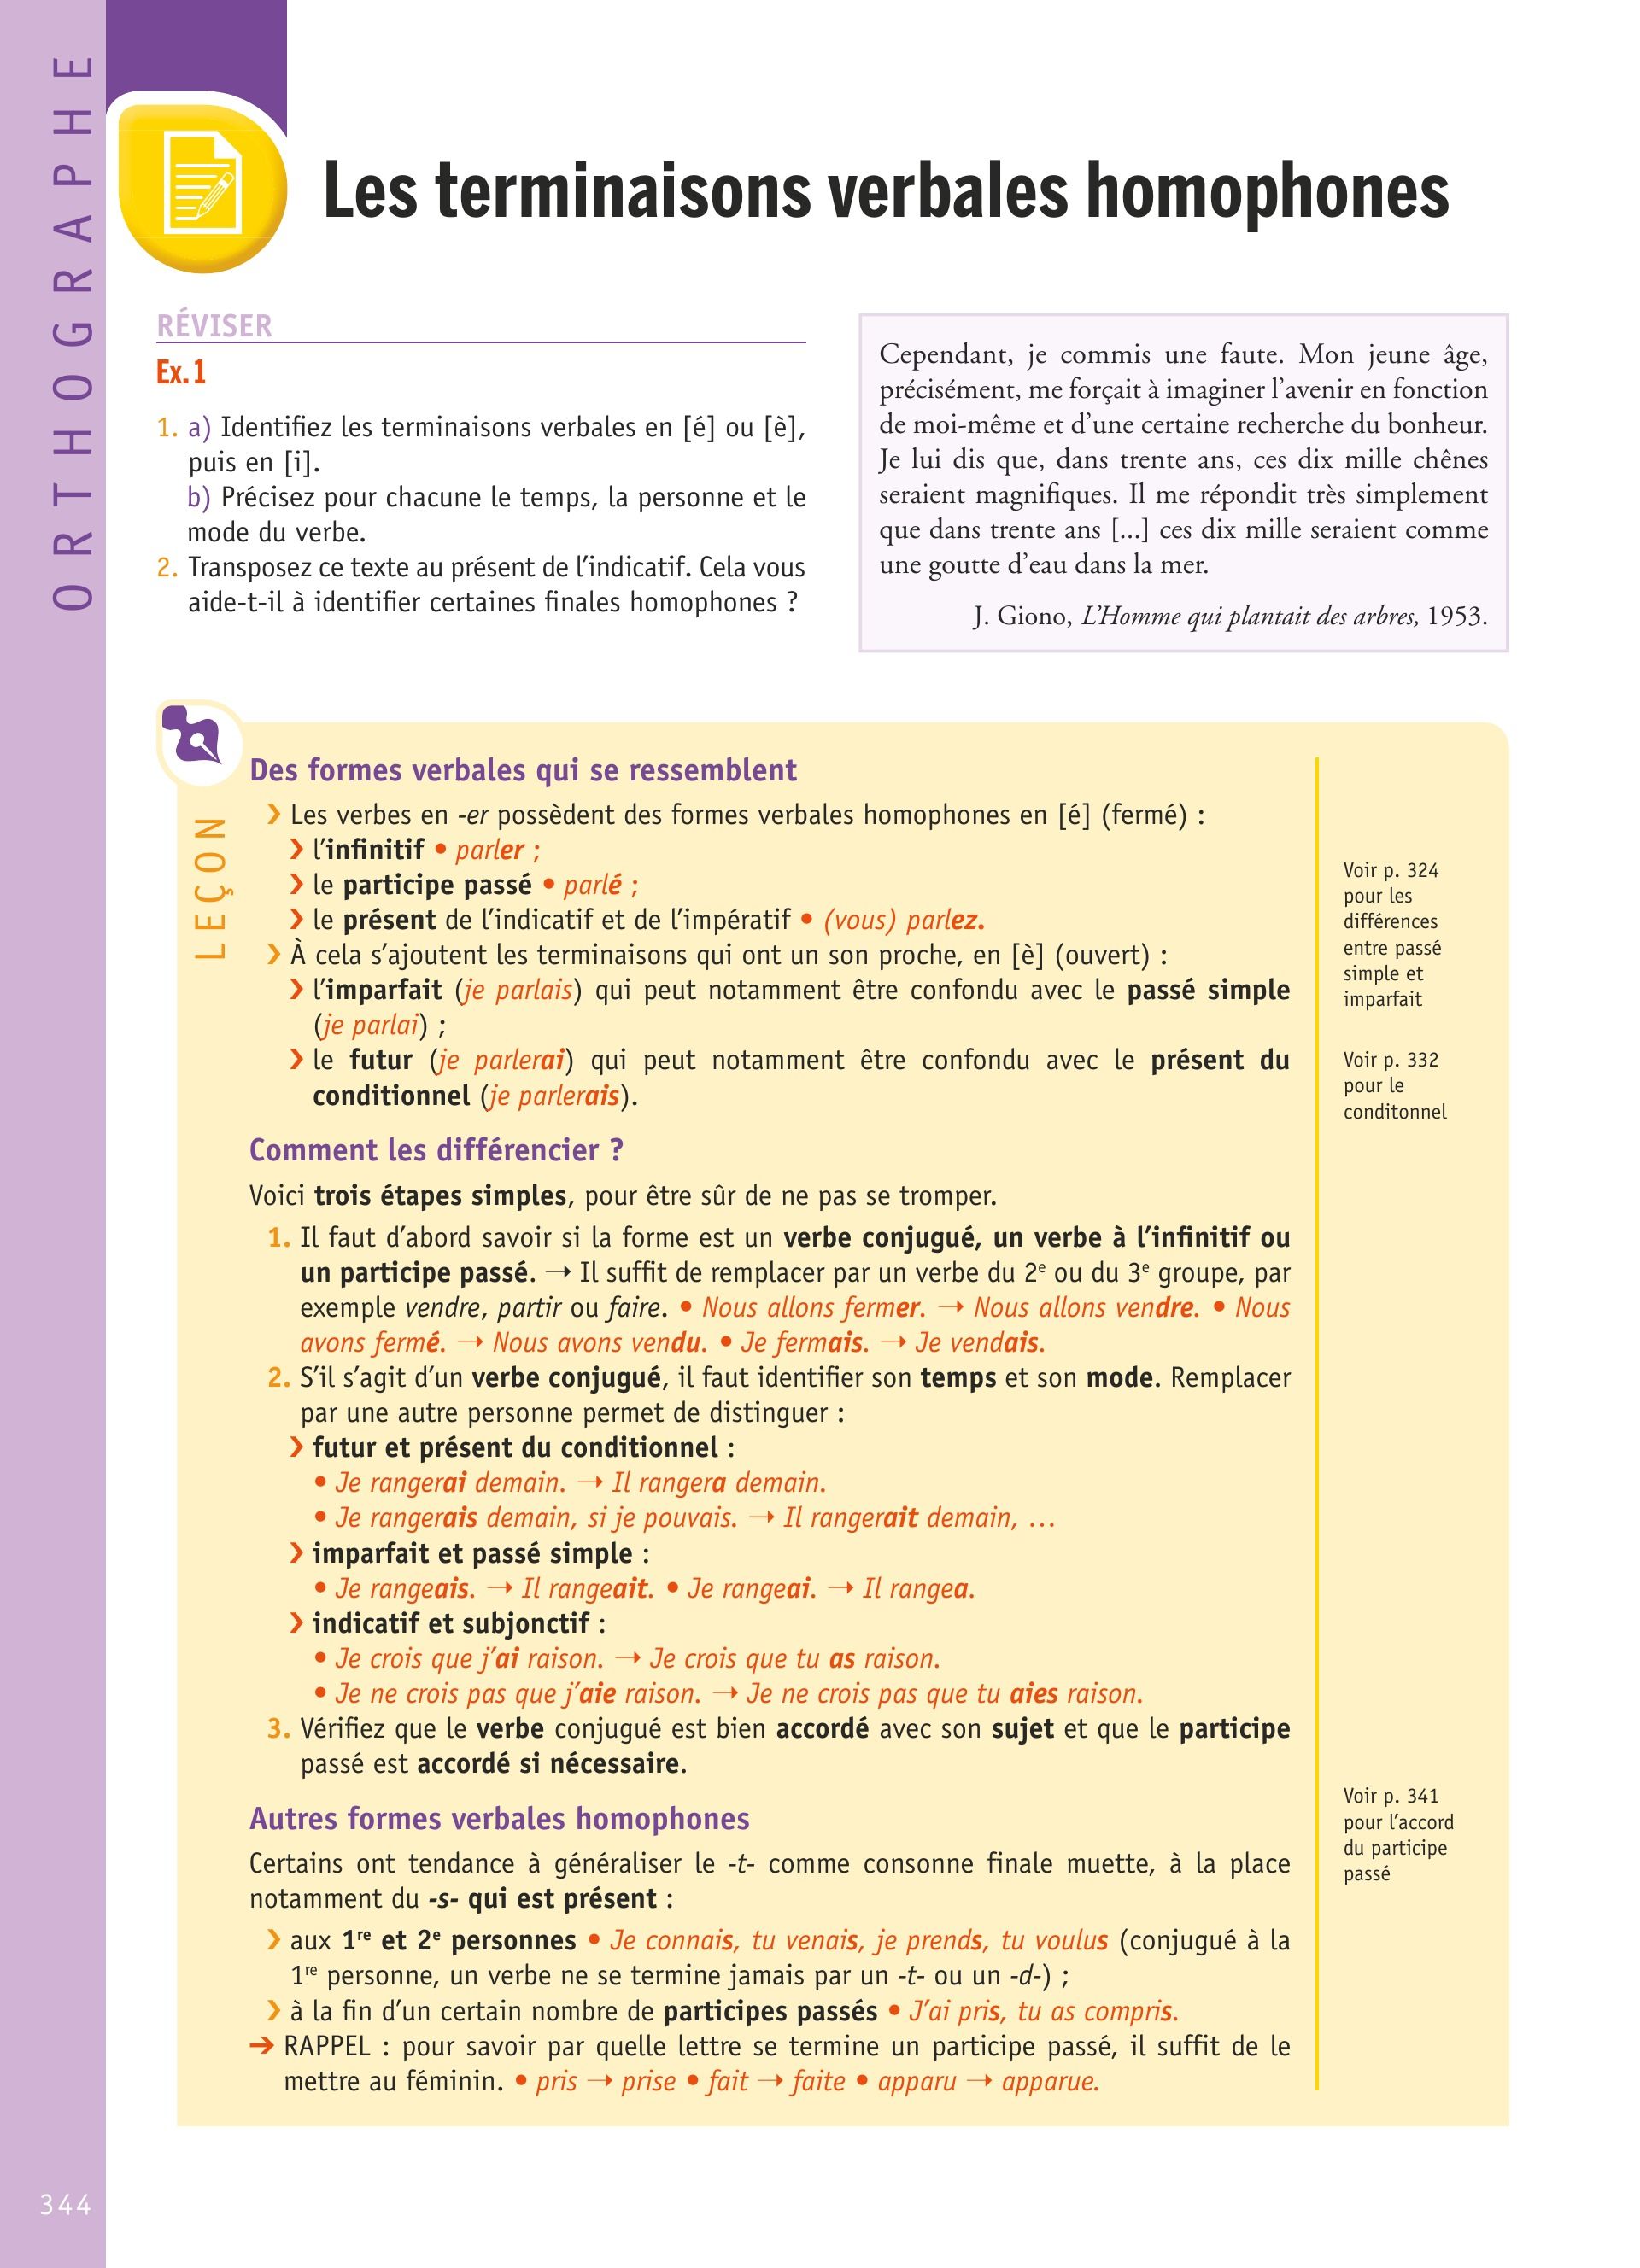 ORTHOGRAPHE
Les terminaisons verbales homophones
RÉVISER
Ex.1
1. a) Identifiez les terminaisons verbales en [é] ou [è],
puis en [i].
b) Précisez pour chacune le temps, la personne et le
mode du verbe.
2. Transposez ce texte au présent de l’indicatif. Cela vous
aide-t-il à identifier certaines finales homophones ?
Cependant, je commis une faute. Mon jeune âge,
précisément, me forçait à imaginer l’avenir en fonction
de moi-même et d’une certaine recherche du bonheur.
Je lui dis que, dans trente ans, ces dix mille chênes
seraient magnifiques. Il me répondit très simplement
que dans trente ans [...] ces dix mille seraient comme
une goutte d’eau dans la mer.
J. Giono, L’Homme qui plantait des arbres, 1953.
LEÇON
Des formes verbales qui se ressemblent
❯ Les verbes en -er possèdent des formes verbales homophones en [é] (fermé) :
❯ l’infinitif • parler ;
❯ le participe passé • parlé ;
❯ le présent de l’indicatif et de l’impératif • (vous) parlez.
❯ À cela s’ajoutent les terminaisons qui ont un son proche, en [è] (ouvert) :
❯ l’imparfait (je parlais) qui peut notamment être confondu avec le passé simple
(je parlai) ;
❯ le futur (je parlerai) qui peut notamment être confondu avec le présent du
conditionnel (je parlerais).
Voir p. 324
pour les
différences
entre passé
simple et
imparfait
Voir p. 332
pour le
conditonnel
Comment les différencier ?
Voici trois étapes simples, pour être sûr de ne pas se tromper.
1. Il faut d’abord savoir si la forme est un verbe conjugué, un verbe à l’infinitif ou
un participe passé. → Il suffit de remplacer par un verbe du 2e ou du 3e groupe, par
exemple vendre, partir ou faire. • Nous allons fermer. → Nous allons vendre. • Nous
avons fermé. → Nous avons vendu. • Je fermais. → Je vendais.
2. S’il s’agit d’un verbe conjugué, il faut identifier son temps et son mode. Remplacer
par une autre personne permet de distinguer :
❯ futur et présent du conditionnel :
• Je rangerai demain. → Il rangera demain.
• Je rangerais demain, si je pouvais. → Il rangerait demain, ...
❯ imparfait et passé simple :
• Je rangeais. → Il rangeait. • Je rangeai. → Il rangea.
❯ indicatif et subjonctif :
• Je crois que j’ai raison. → Je crois que tu as raison.
• Je ne crois pas que j’aie raison. → Je ne crois pas que tu aies raison.
3. Vérifiez que le verbe conjugué est bien accordé avec son sujet et que le participe
passé est accordé si nécessaire.
Autres formes verbales homophones
Certains ont tendance à généraliser le -t- comme consonne finale muette, à la place
notamment du -s- qui est présent :
❯ aux 1re et 2e personnes • Je connais, tu venais, je prends, tu voulus (conjugué à la
1re personne, un verbe ne se termine jamais par un -t- ou un -d-) ;
❯ à la fin d’un certain nombre de participes passés • J’ai pris, tu as compris.
➔ RAPPEL : pour savoir par quelle lettre se termine un participe passé, il suffit de le
mettre au féminin. • pris → prise • fait → faite • apparu → apparue.
Voir p. 341
pour l’accord
du participe
passé
344